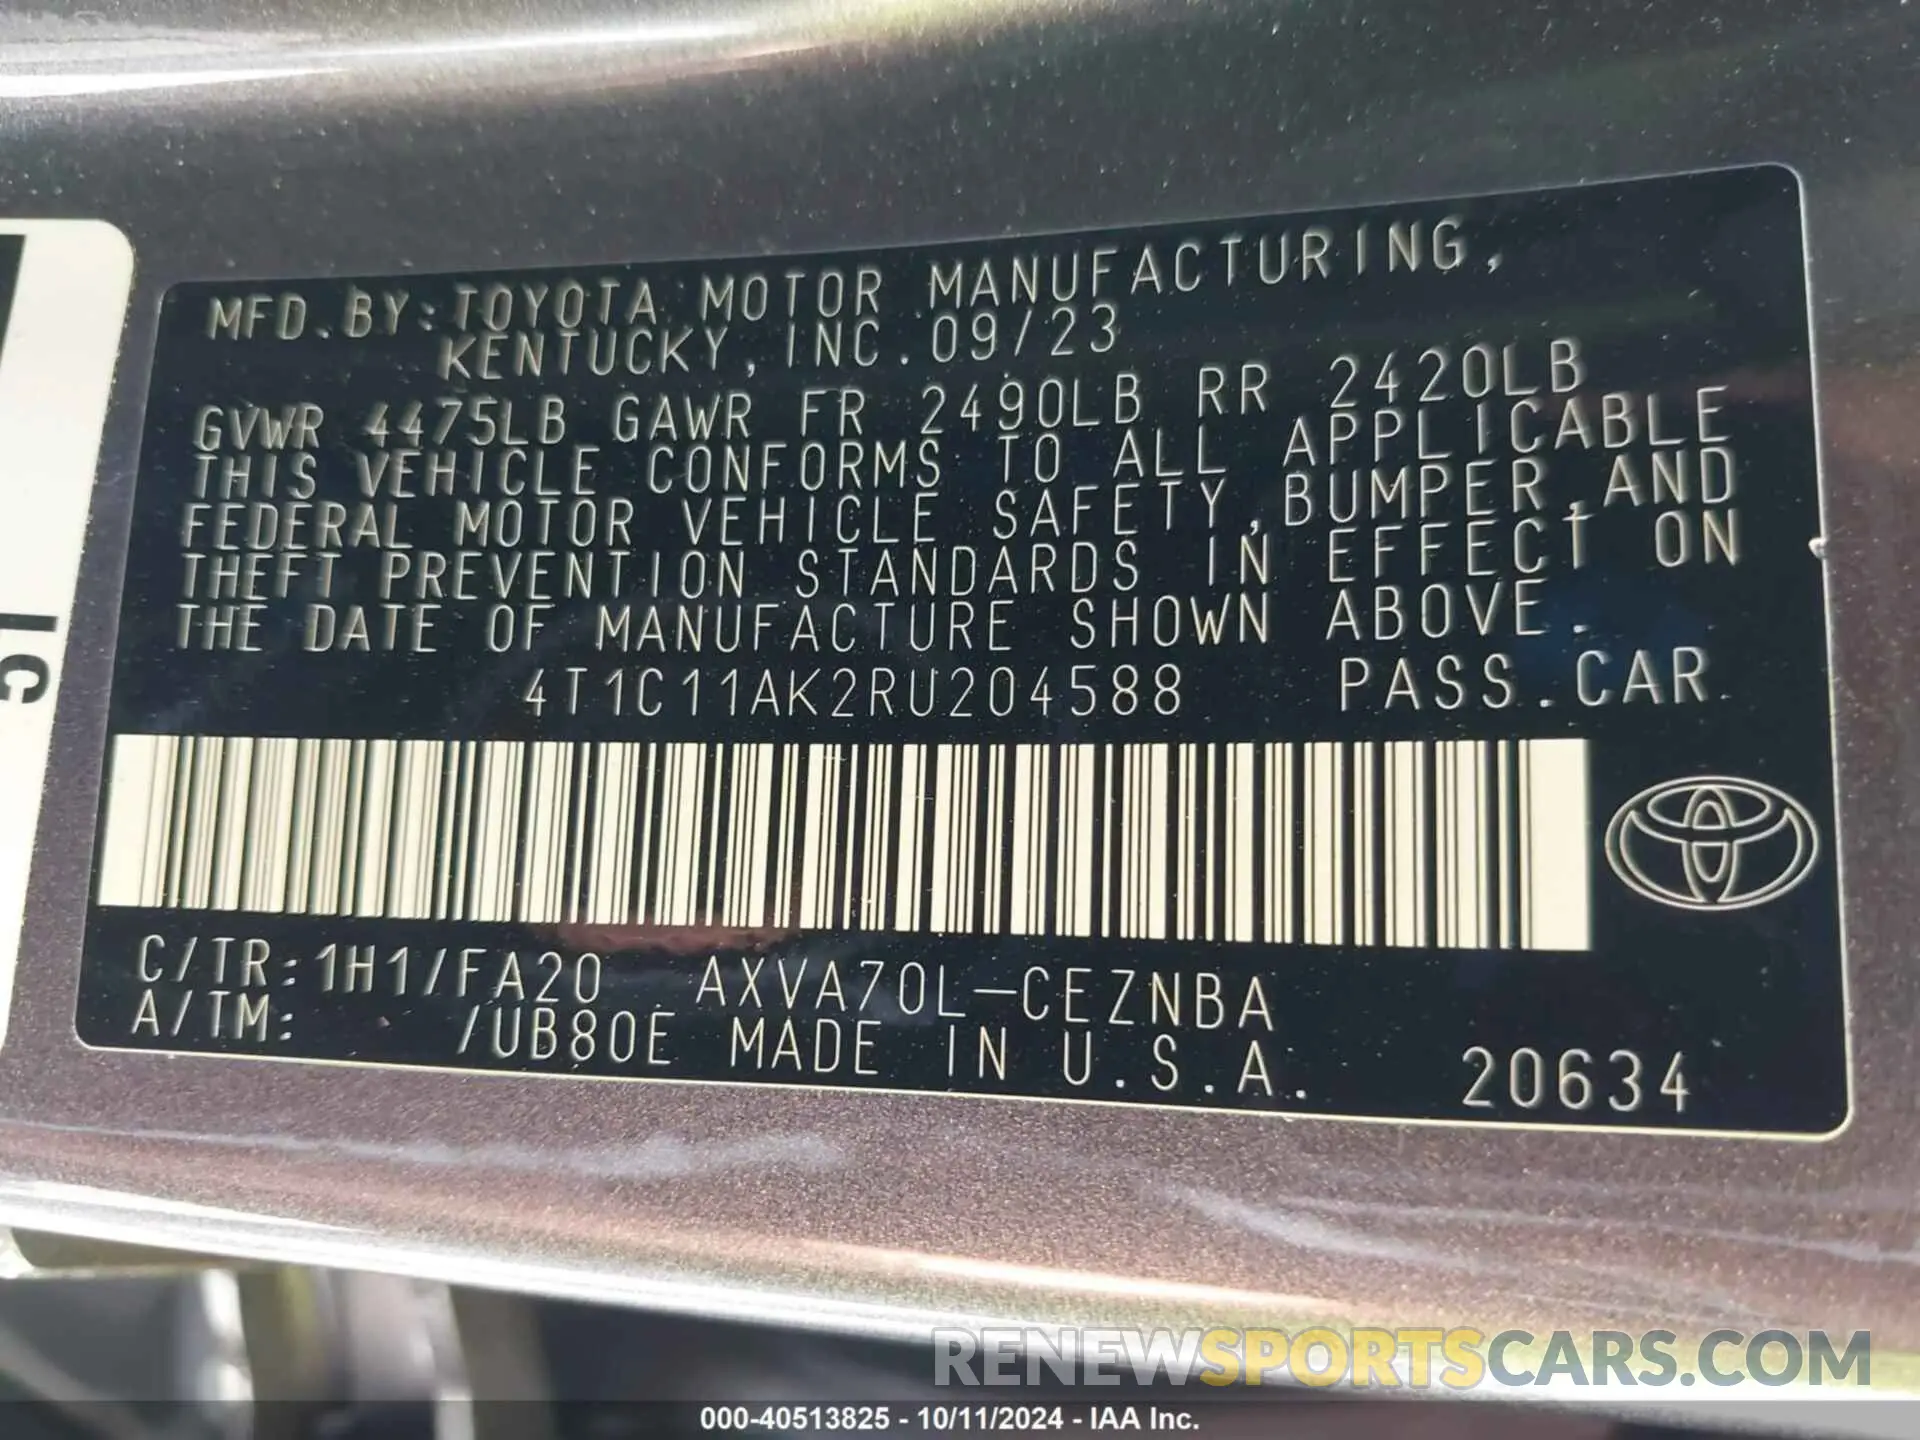 MFD.BY:TOYOTA MOTOR MANUFACTURING,
KENTUCKY, INC. 09/23
GVWR 4475LB GAWR FR 2490LB RR 2420LB
THIS VEHICLE CONFORMS TO ALL APPLICABLE
FEDERAL MOTOR VEHICLE SAFETY,BUMPER,AND
THEFT PREVENTION STANDARDS IN EFFECT ON
THE DATE OF MANUFACTURE SHOWN ABOVE.
4T1C11AK2RU204588 PASS.CAR
C/TR:1H1/FA20 AXVA70L-CEZNBA
A/TM: /UB80E MADE IN U.S.A. 20634
RENEWSPORTSCARS.COM
000-40513825 - 10/11/2024 - IAA Inc.